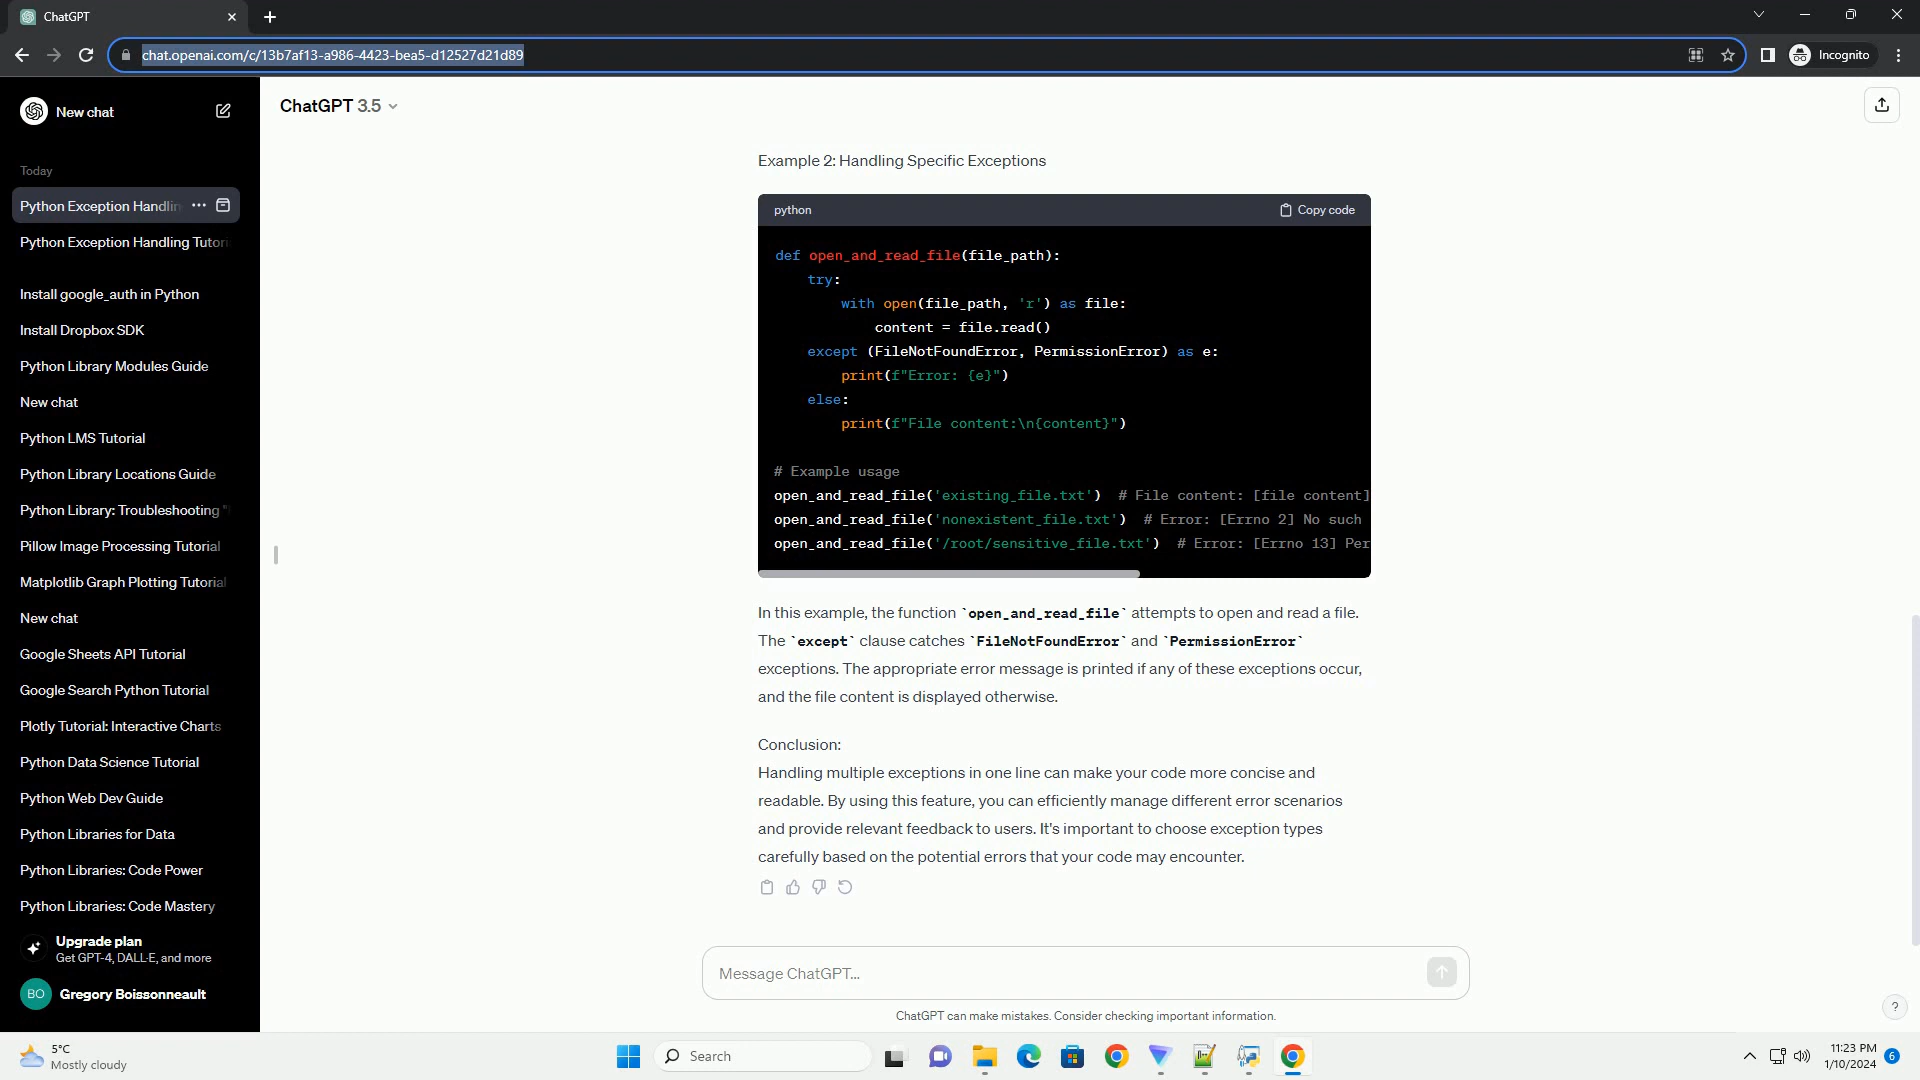 ChatGPT
chat.openai.com/c/13b7af13-a986-4423-bea5-d12527d21d89
Incognito
New chat
Today
Python Exception Handlin
Python Exception Handling Tutori
Install google_auth in Python
Install Dropbox SDK
Python Library Modules Guide
New chat
Python LMS Tutorial
Python Library Locations Guide
Python Library: Troubleshooting "
Pillow Image Processing Tutorial
Matplotlib Graph Plotting Tutorial
New chat
Google Sheets API Tutorial
Google Search Python Tutorial
Plotly Tutorial: Interactive Charts
Python Data Science Tutorial
Python Web Dev Guide
Python Libraries for Data
Python Libraries: Code Power
Python Libraries: Code Mastery
Upgrade plan
Get GPT-4, DALL·E, and more
BO
Gregory Boissonneault
ChatGPT 3.5
Example 2: Handling Specific Exceptions
python
Copy code
def open_and_read_file(file_path):
    try:
        with open(file_path, 'r') as file:
            content = file.read()
    except (FileNotFoundError, PermissionError) as e:
        print(f"Error: {e}")
    else:
        print(f"File content:\n{content}")
# Example usage
open_and_read_file('existing_file.txt')  # File content: [file content]
open_and_read_file('nonexistent_file.txt')  # Error: [Errno 2] No such
open_and_read_file('/root/sensitive_file.txt')  # Error: [Errno 13] Per
In this example, the function `open_and_read_file` attempts to open and read a file.
The `except` clause catches `FileNotFoundError` and `PermissionError`
exceptions. The appropriate error message is printed if any of these exceptions occur,
and the file content is displayed otherwise.
Conclusion:
Handling multiple exceptions in one line can make your code more concise and
readable. By using this feature, you can efficiently manage different error scenarios
and provide relevant feedback to users. It's important to choose exception types
carefully based on the potential errors that your code may encounter.
Message ChatGPT...
ChatGPT can make mistakes. Consider checking important information.
?
5°C
Mostly cloudy
Search
11:23 PM
1/10/2024
6